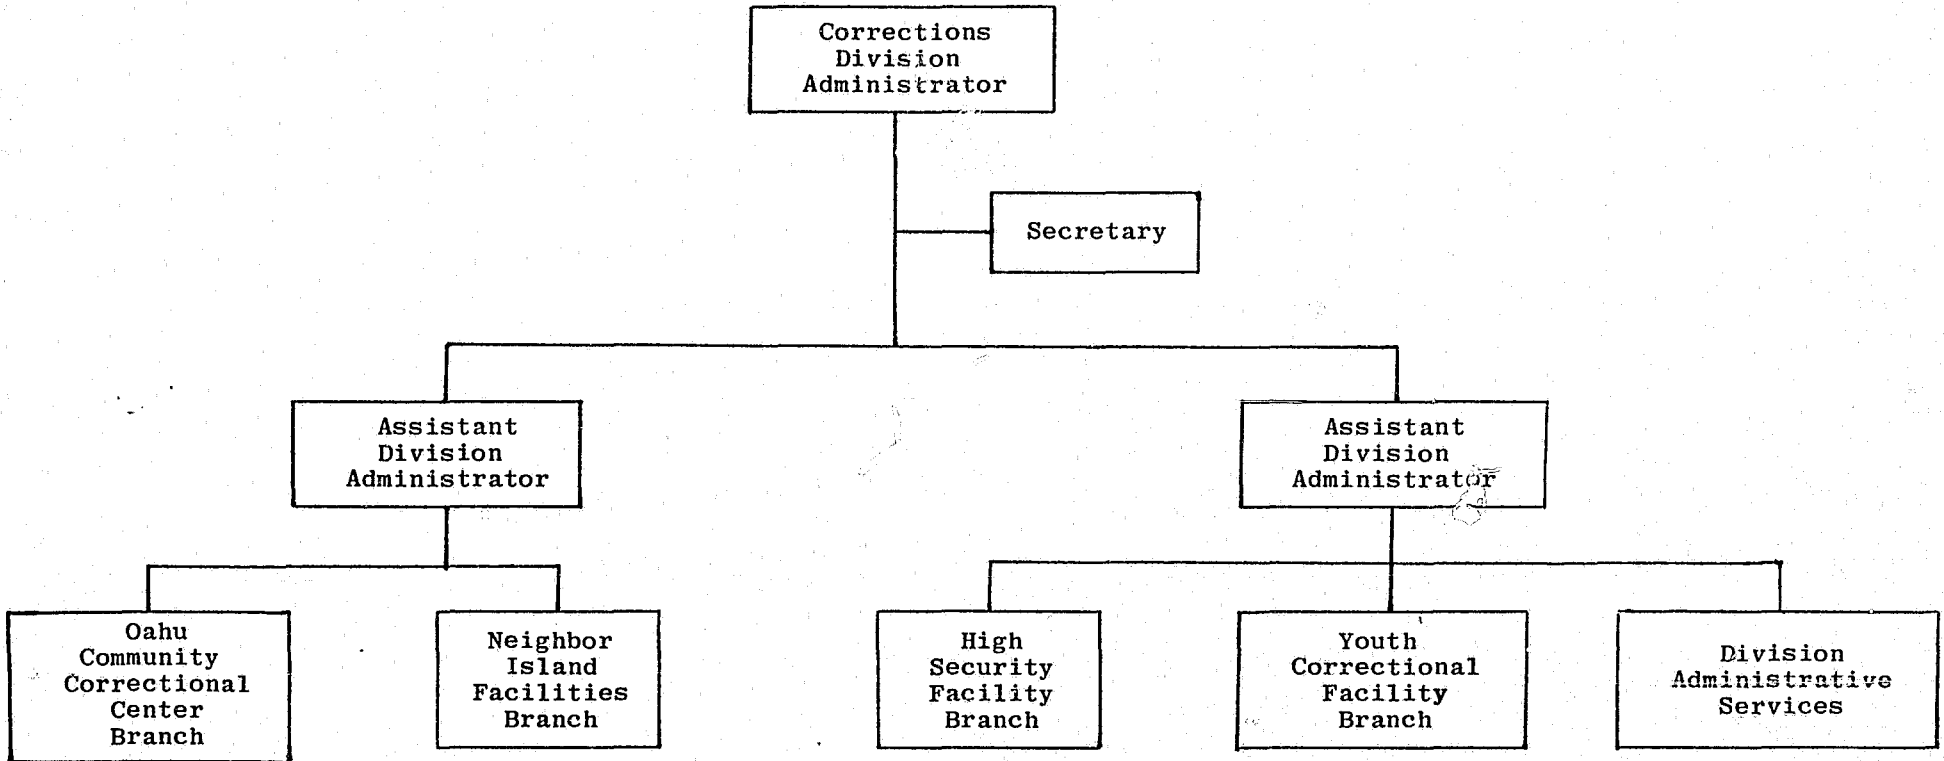 Corrections
Division
Administrator
Secretary
Assistant
Division
Administrator
Assistant
Division
Administrator
Oahu
Community
Correctional
Center
Branch
Neighbor
Island
Facilities
Branch
High
Security
Facility
Branch
Youth
Correctional
Facility
Branch
Division
Administrative
Services